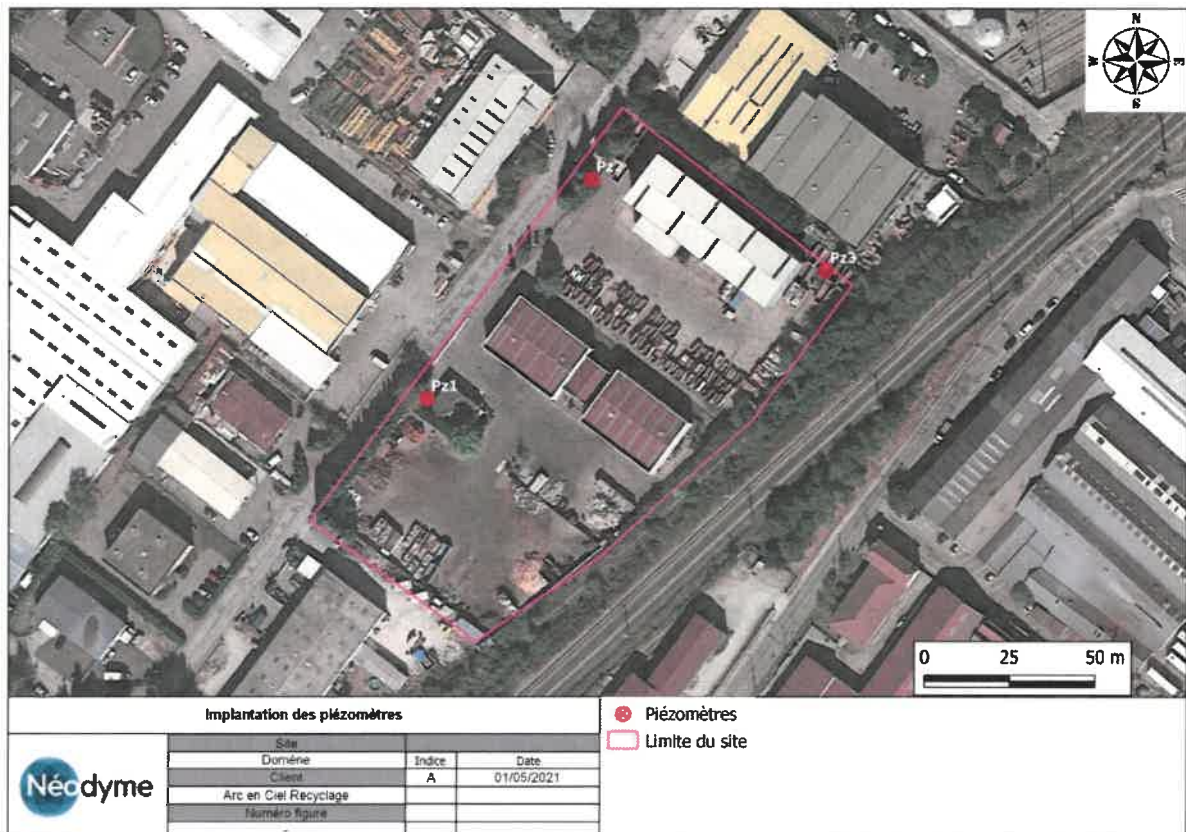 N
W E
S
Pz2
Pz3
Pz1
0 25 50 m
Implantation des piézomètres
Piézomètres
Limite du site
Néodyme
Site
Domène Indice Date
Client A 01/05/2021
Arc en Ciel Recyclage
Numéro figure
-